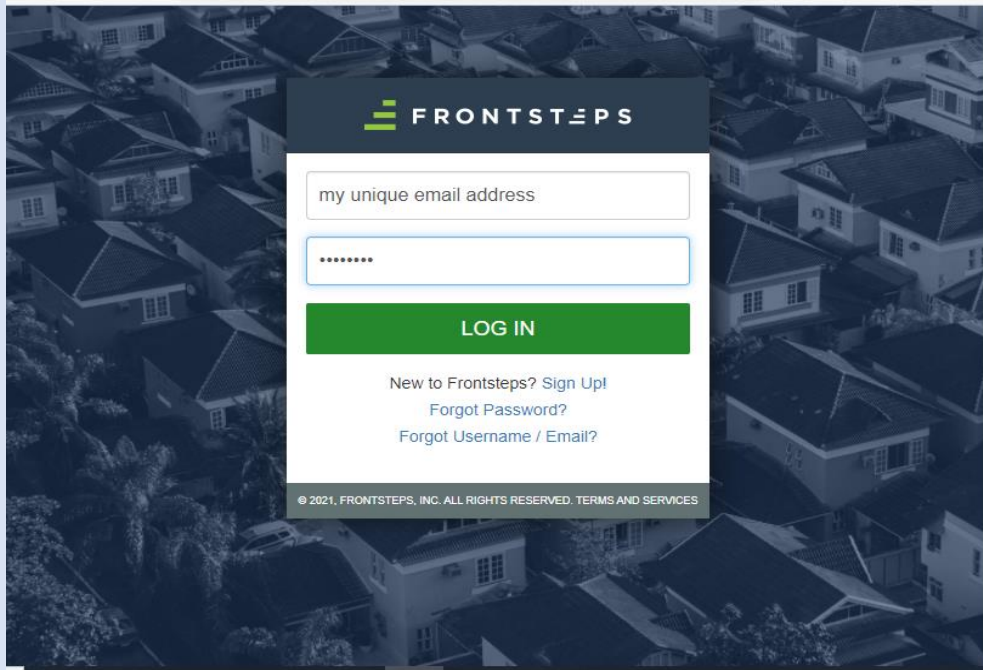 FRONTSTEPS
my unique email address
••••••••
LOG IN
New to Frontsteps? Sign Up!
Forgot Password?
Forgot Username / Email?
© 2021, FRONTSTEPS, INC. ALL RIGHTS RESERVED. TERMS AND SERVICES